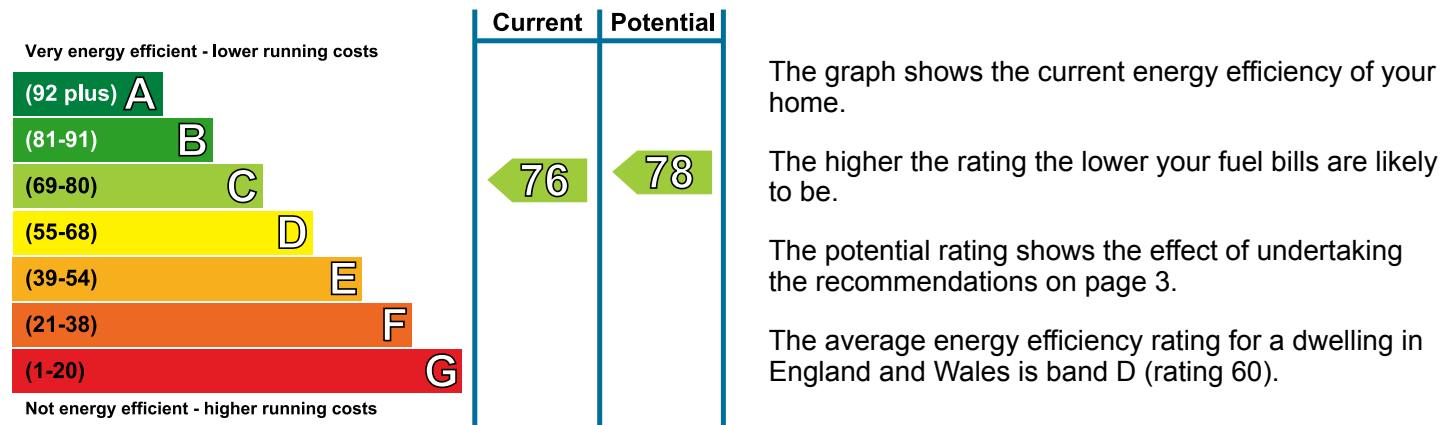 Current Potential
Very energy efficient - lower running costs
(92 plus) A
(81-91) B
(69-80) C
(55-68) D
(39-54) E
(21-38) F
(1-20) G
Not energy efficient - higher running costs
76 78
The graph shows the current energy efficiency of your
home.
The higher the rating the lower your fuel bills are likely
to be.
The potential rating shows the effect of undertaking
the recommendations on page 3.
The average energy efficiency rating for a dwelling in
England and Wales is band D (rating 60).